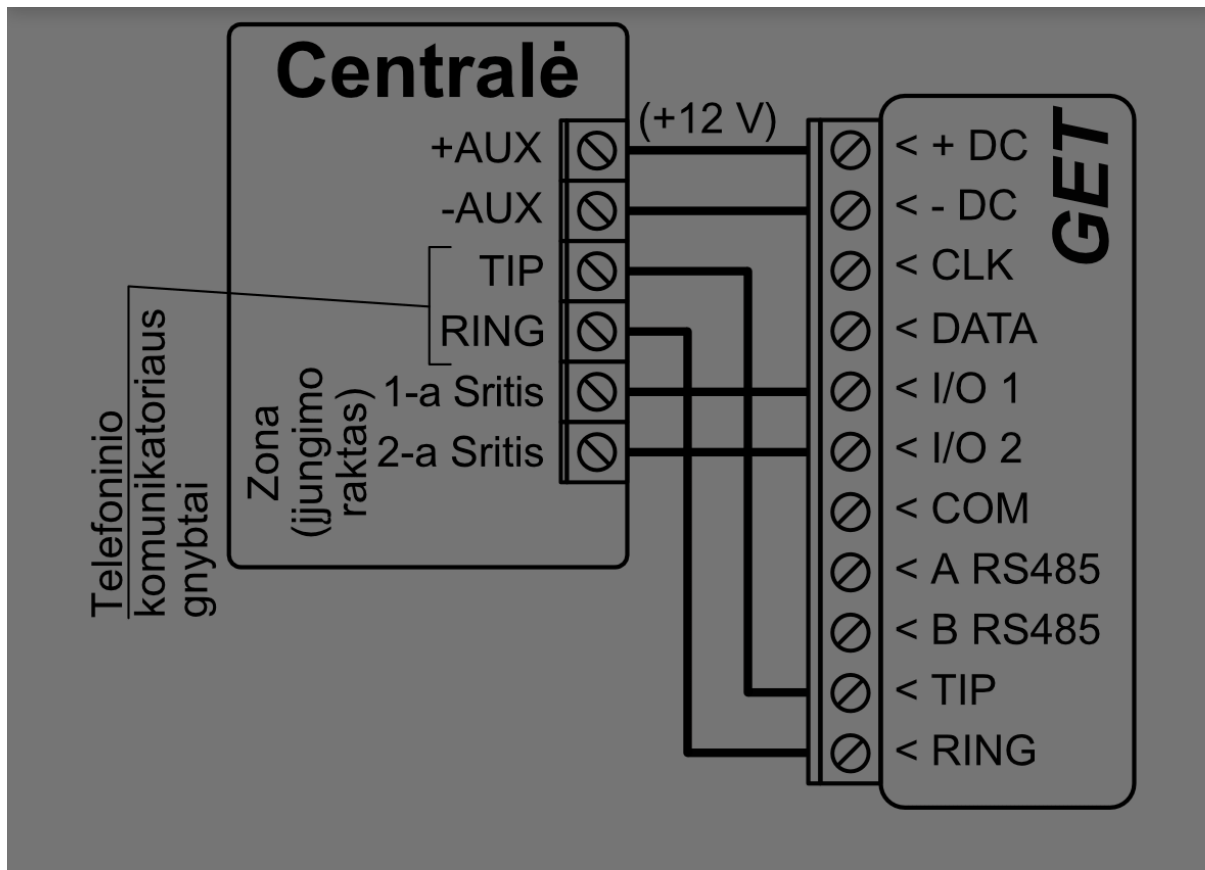 Centralė
(+12 V)
+AUX
-AUX
TIP
RING
1-a Sritis
2-a Sritis
Zona
(įjungimo
raktas)
Telefoninio
komunikatoriaus
gnybtai
GET
< + DC
< - DC
< CLK
< DATA
< I/O 1
< I/O 2
< COM
< A RS485
< B RS485
< TIP
< RING